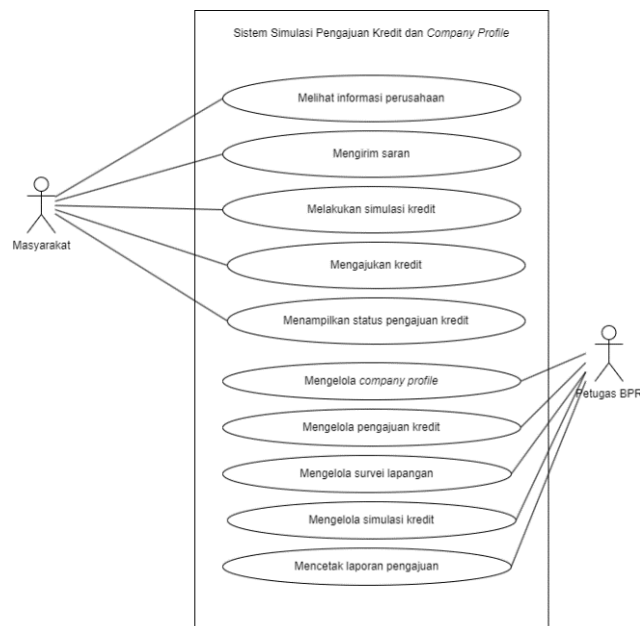 Sistem Simulasi Pengajuan Kredit dan Company Profile
Melihat informasi perusahaan
Mengirim saran
Melakukan simulasi kredit
Masyarakat
Mengajukan kredit
Menampilkan status pengajuan kredit
Mengelola company profile
Petugas BPR
Mengelola pengajuan kredit
Mengelola survei lapangan
Mengelola simulasi kredit
Mencetak laporan pengajuan